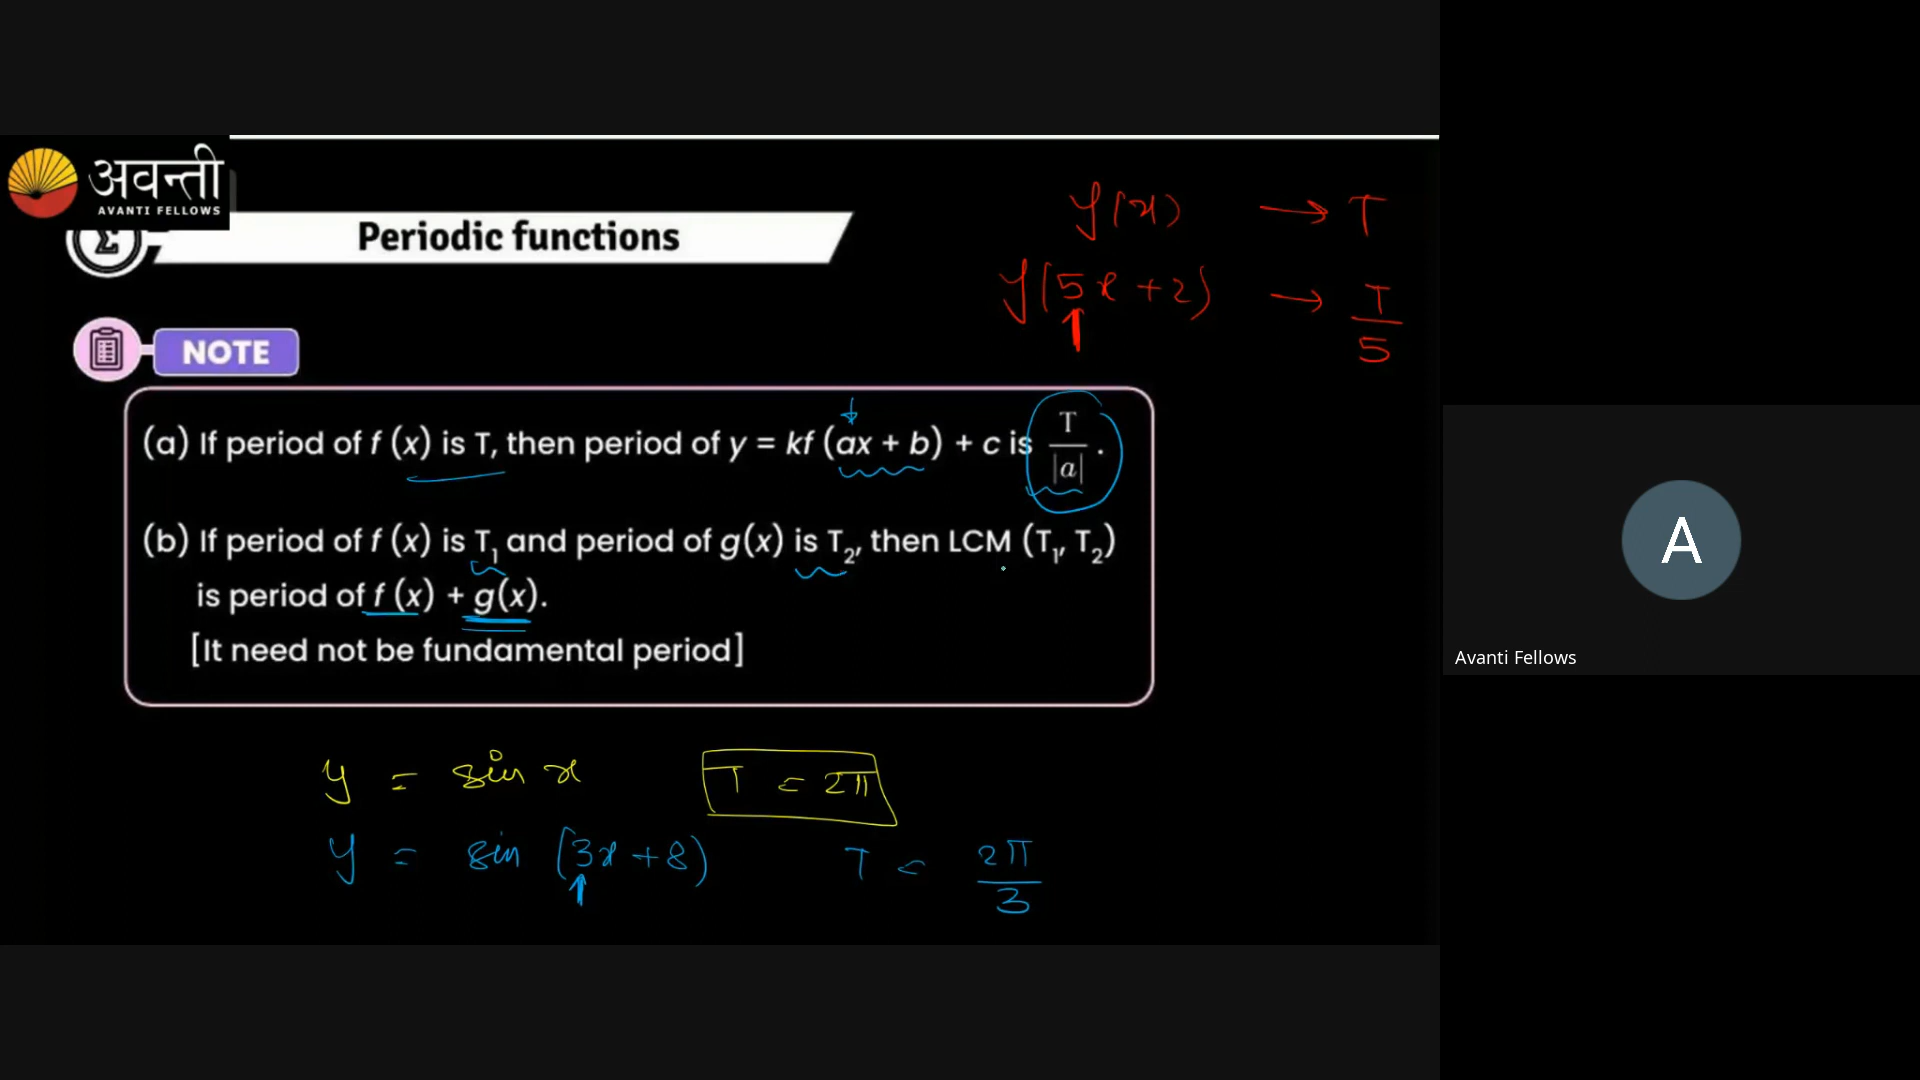 अवन्ती
AVANTI FELLOWS
Σ
Periodic functions
y(x) → T
y(5x+2) → T/5
NOTE
(a) If period of f (x) is T, then period of y = kf (ax + b) + c is T/|a|.
(b) If period of f (x) is T₁ and period of g(x) is T₂, then LCM (T₁, T₂)
is period of f (x) + g(x).
[It need not be fundamental period]
y = sin x T = 2π
y = sin (3x+8) T = 2π/3
A
Avanti Fellows